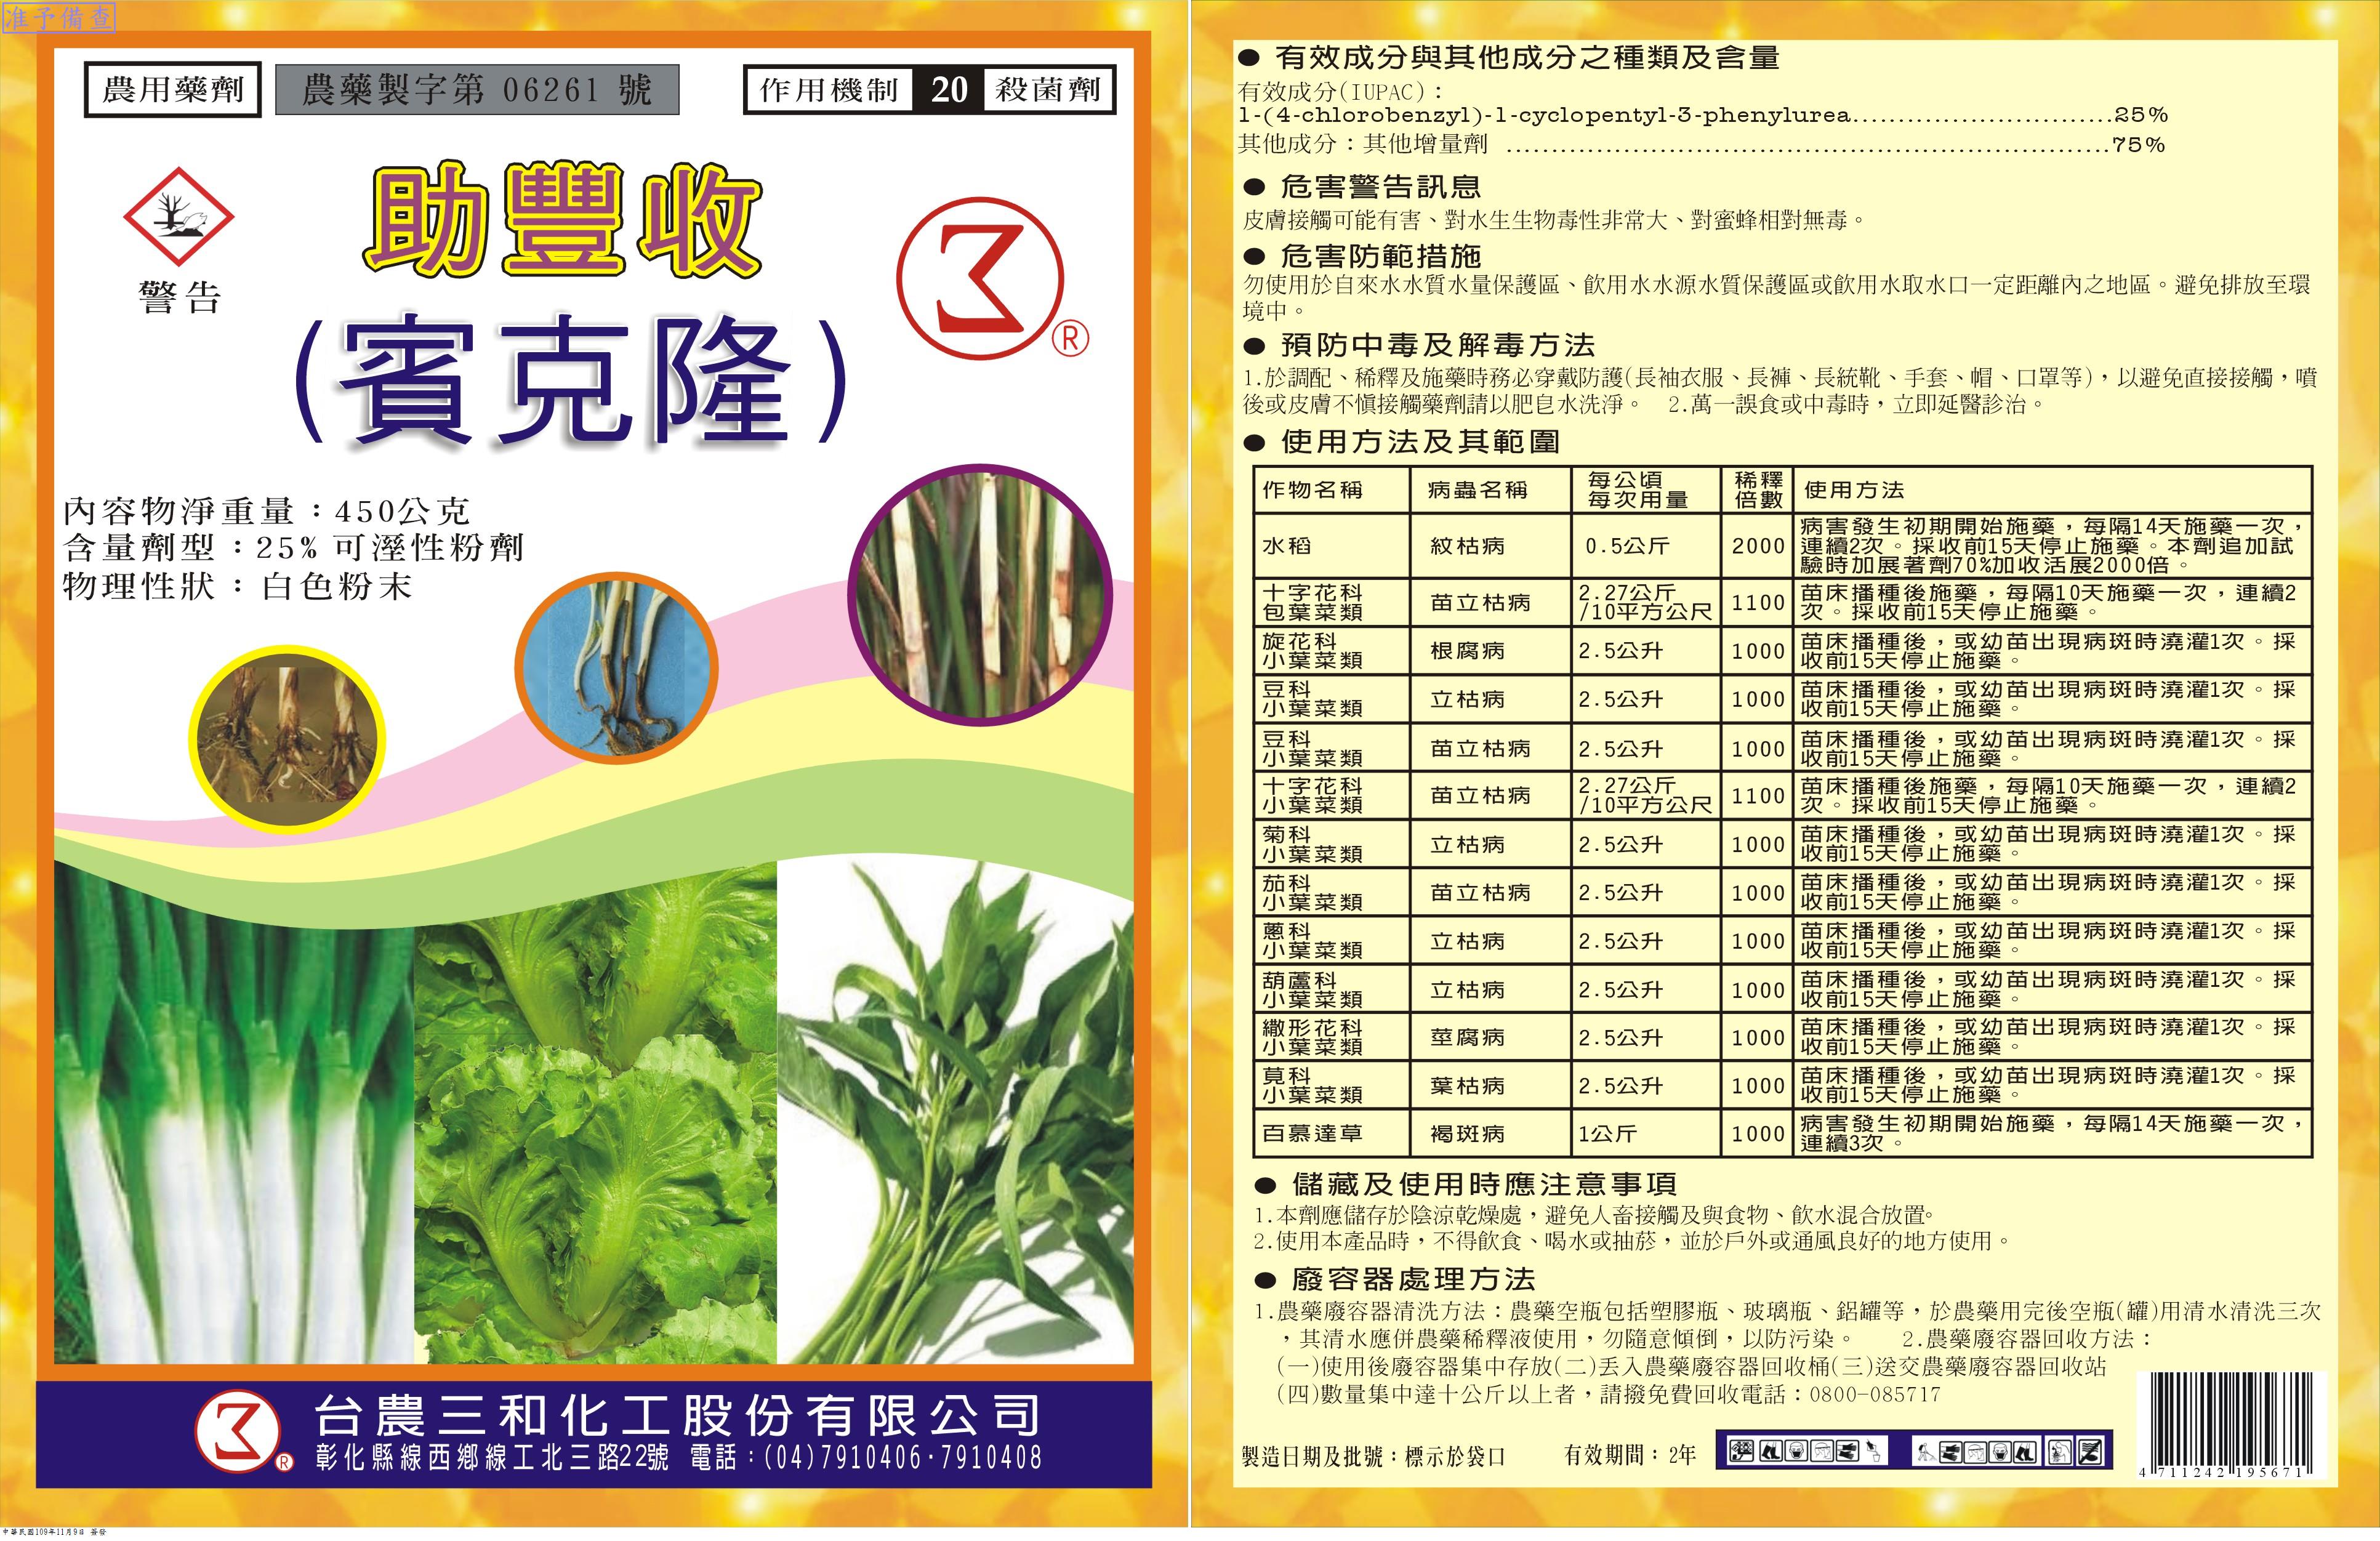 准予備查
農用藥劑
農藥製字第 06261 號
作用機制 20 殺菌劑
助豐收
警告
(賓克隆)
®
內容物淨重量：450公克
含量劑型：25% 可溼性粉劑
物理性狀：白色粉末
台農三和化工股份有限公司
®
彰化縣線西鄉線工北三路22號 電話：(04)7910406·7910408
中華民國109年11月9日 簽發
● 有效成分與其他成分之種類及含量
有效成分(IUPAC)：
1-(4-chlorobenzyl)-1-cyclopentyl-3-phenylurea.............................25%
其他成分：其他增量劑 ...................................................................75%
● 危害警告訊息
皮膚接觸可能有害、對水生生物毒性非常大、對蜜蜂相對無毒。
● 危害防範措施
勿使用於自來水水質水量保護區、飲用水水源水質保護區或飲用水取水口一定距離內之地區。避免排放至環
境中。
● 預防中毒及解毒方法
1.於調配、稀釋及施藥時務必穿戴防護(長袖衣服、長褲、長統靴、手套、帽、口罩等)，以避免直接接觸，噴
後或皮膚不慎接觸藥劑請以肥皂水洗淨。 2.萬一誤食或中毒時，立即延醫診治。
● 使用方法及其範圍
作物名稱 病蟲名稱 每公頃 每次用量 稀釋 倍數 使用方法
水稻 紋枯病 0.5公斤 2000 病害發生初期開始施藥，每隔14天施藥一次，
連續2次。採收前15天停止施藥。本劑追加試
驗時加展著劑70%加收活展2000倍。
十字花科 包葉菜類 苗立枯病 2.27公斤 /10平方公尺 1100 苗床播種後施藥，每隔10天施藥一次，連續2
次。採收前15天停止施藥。
旋花科 小葉菜類 根腐病 2.5公升 1000 苗床播種後，或幼苗出現病斑時澆灌1次。採
收前15天停止施藥。
豆科 小葉菜類 立枯病 2.5公升 1000 苗床播種後，或幼苗出現病斑時澆灌1次。採
收前15天停止施藥。
豆科 小葉菜類 苗立枯病 2.5公升 1000 苗床播種後，或幼苗出現病斑時澆灌1次。採
收前15天停止施藥。
十字花科 小葉菜類 苗立枯病 2.27公斤 /10平方公尺 1100 苗床播種後施藥，每隔10天施藥一次，連續2
次。採收前15天停止施藥。
菊科 小葉菜類 立枯病 2.5公升 1000 苗床播種後，或幼苗出現病斑時澆灌1次。採
收前15天停止施藥。
茄科 小葉菜類 苗立枯病 2.5公升 1000 苗床播種後，或幼苗出現病斑時澆灌1次。採
收前15天停止施藥。
蔥科 小葉菜類 立枯病 2.5公升 1000 苗床播種後，或幼苗出現病斑時澆灌1次。採
收前15天停止施藥。
葫蘆科 小葉菜類 立枯病 2.5公升 1000 苗床播種後，或幼苗出現病斑時澆灌1次。採
收前15天停止施藥。
繖形花科 小葉菜類 莖腐病 2.5公升 1000 苗床播種後，或幼苗出現病斑時澆灌1次。採
收前15天停止施藥。
莧科 小葉菜類 葉枯病 2.5公升 1000 苗床播種後，或幼苗出現病斑時澆灌1次。採
收前15天停止施藥。
百慕達草 褐斑病 1公斤 1000 病害發生初期開始施藥，每隔14天施藥一次，
連續3次。
● 儲藏及使用時應注意事項
1.本劑應儲存於陰涼乾燥處，避免人畜接觸及與食物、飲水混合放置。
2.使用本產品時，不得飲食、喝水或抽菸，並於戶外或通風良好的地方使用。
● 廢容器處理方法
1.農藥廢容器清洗方法：農藥空瓶包括塑膠瓶、玻璃瓶、鋁罐等，於農藥用完後空瓶(罐)用清水清洗三次
，其清水應併農藥稀釋液使用，勿隨意傾倒，以防污染。 2.農藥廢容器回收方法：
(一)使用後廢容器集中存放(二)丟入農藥廢容器回收桶(三)送交農藥廢容器回收站
(四)數量集中達十公斤以上者，請撥免費回收電話：0800-085717
製造日期及批號：標示於袋口 有效期間：2年
4 711242 195671